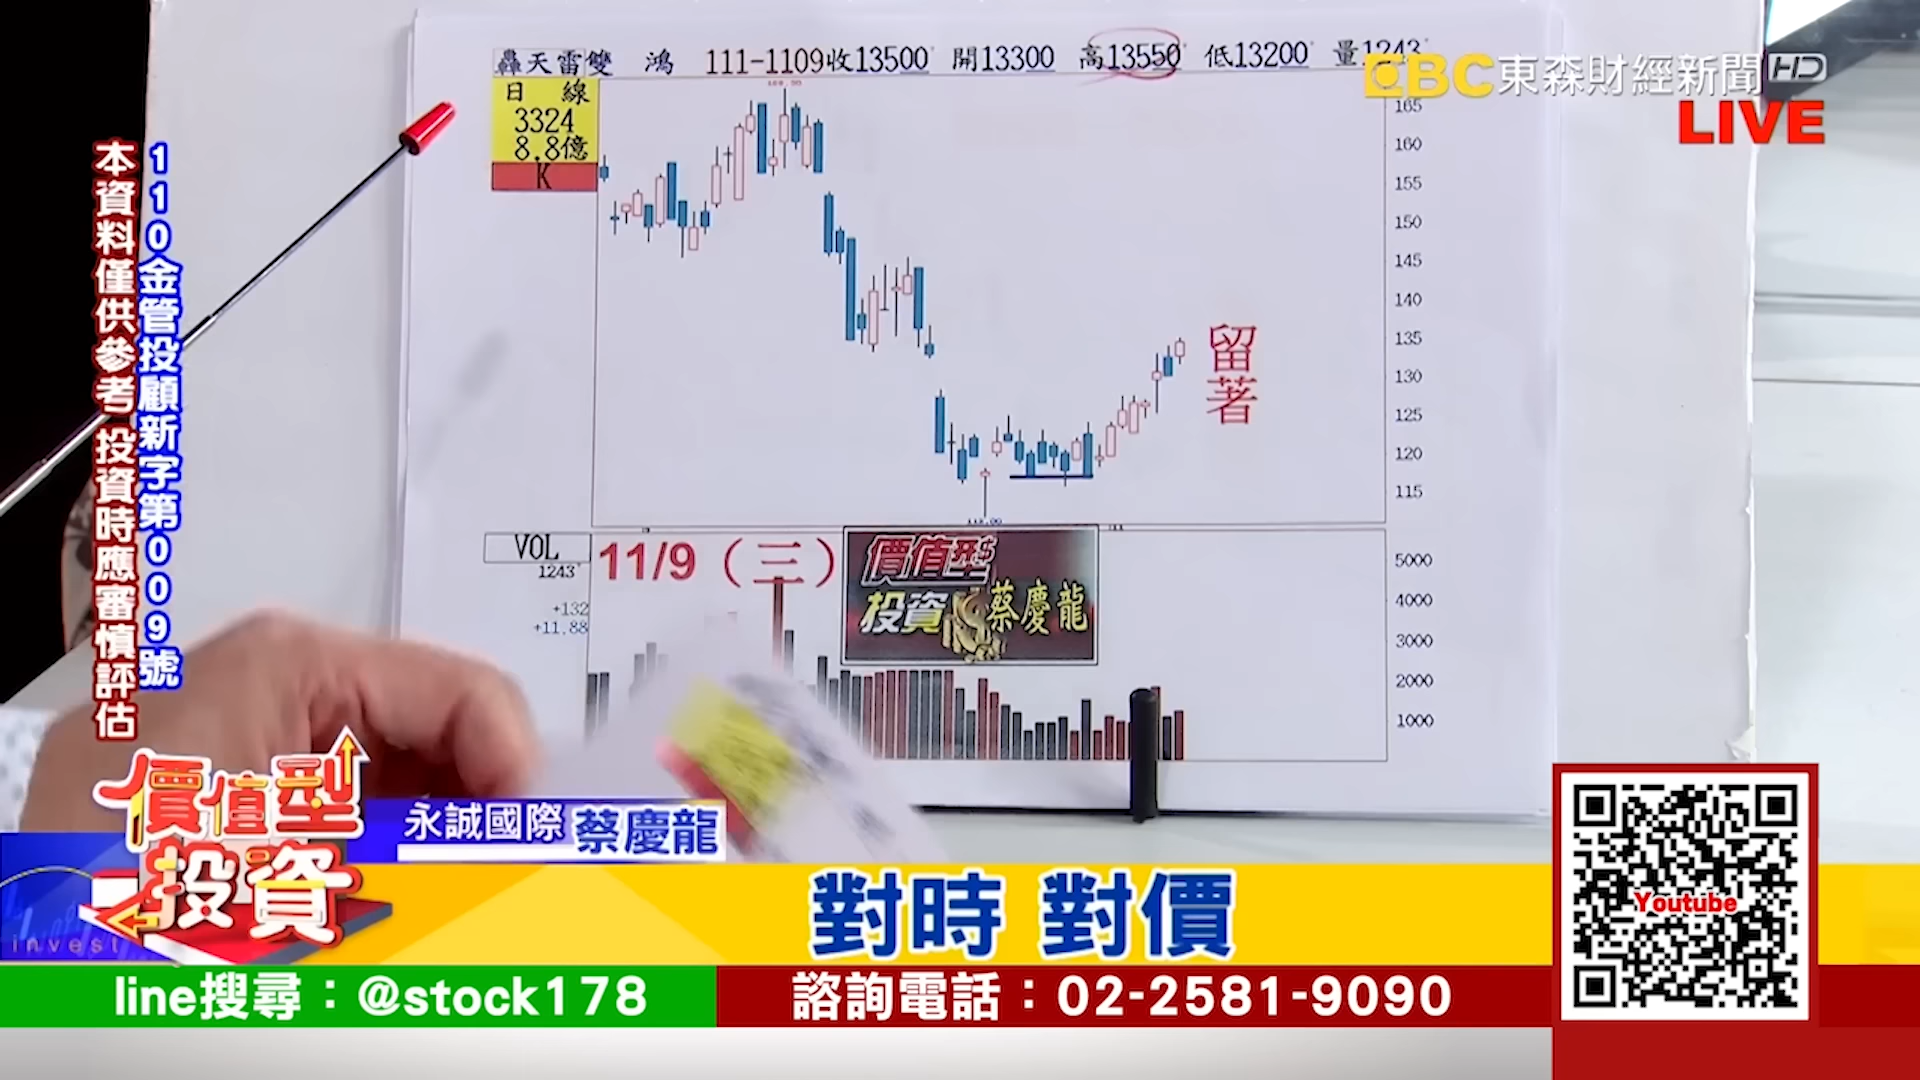 轟天雷雙 鴻 111-1109收13500 開13300 高13550 低13200 量1243
EBC東森財經新聞HD
LIVE
日 線
3324
8.8億
K
165
160
155
150
145
140
135
130
125
120
115
留著
110金管投顧新字第009號
本資料僅供參考 投資時應審慎評估
VOL
1243
+132
+11.88
11/9（三）
價值型$
投資 蔡慶龍
5000
4000
3000
2000
1000
價值型
投資
invest
永誠國際 蔡慶龍
對時 對價
Youtube
line搜尋：@stock178
諮詢電話：02-2581-9090